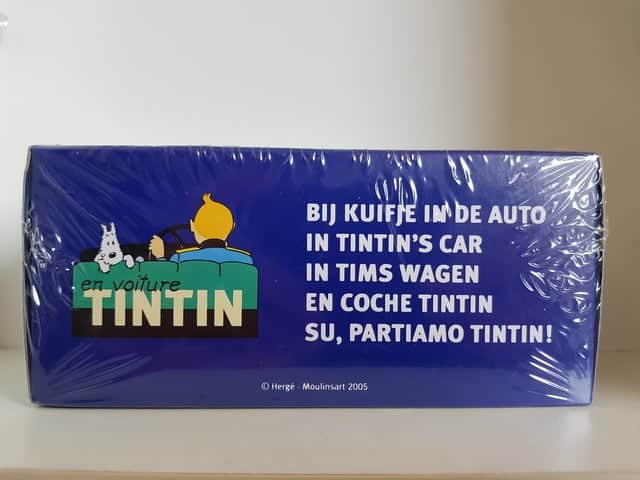 en voiture
TINTIN
BIJ KUIFJE IN DE AUTO
IN TINTIN'S CAR
IN TIMS WAGEN
EN COCHE TINTIN
SU, PARTIAMO TINTIN!
© Hergé - Moulinsart 2005